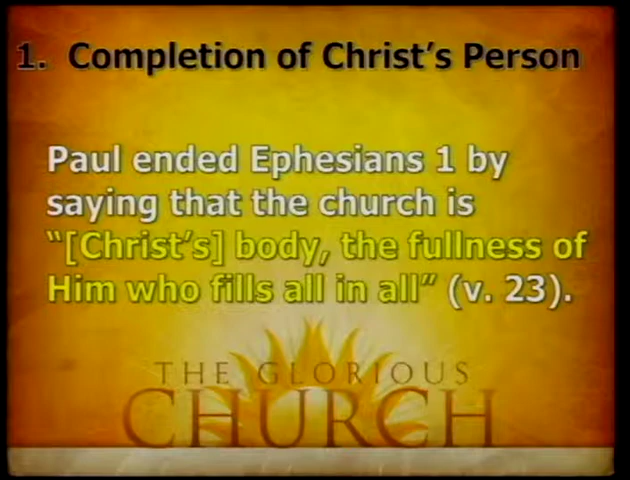 1. Completion of Christ's Person
Paul ended Ephesians 1 by
saying that the church is
“[Christ's] body, the fullness of
Him who fills all in all” (v. 23).
THE GLORIOUS
CHURCH